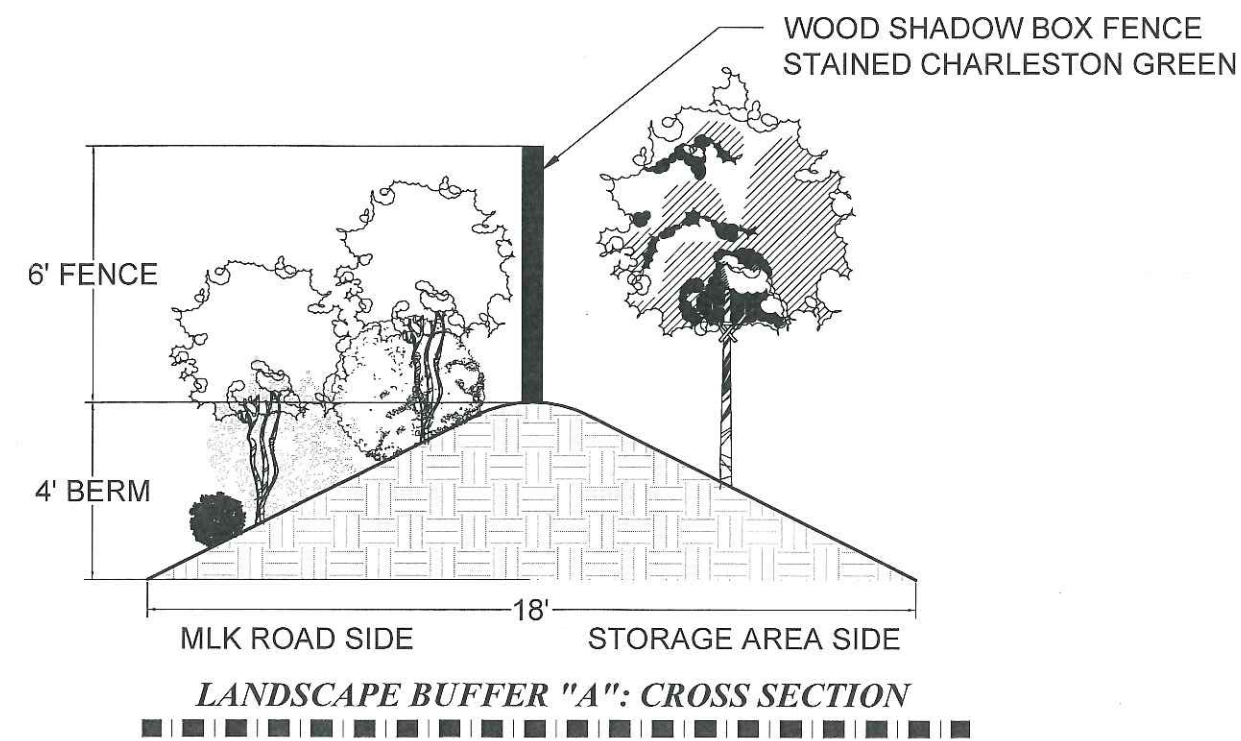 WOOD SHADOW BOX FENCE
STAINED CHARLESTON GREEN
6' FENCE
4' BERM
18'
MLK ROAD SIDE
STORAGE AREA SIDE
LANDSCAPE BUFFER "A": CROSS SECTION